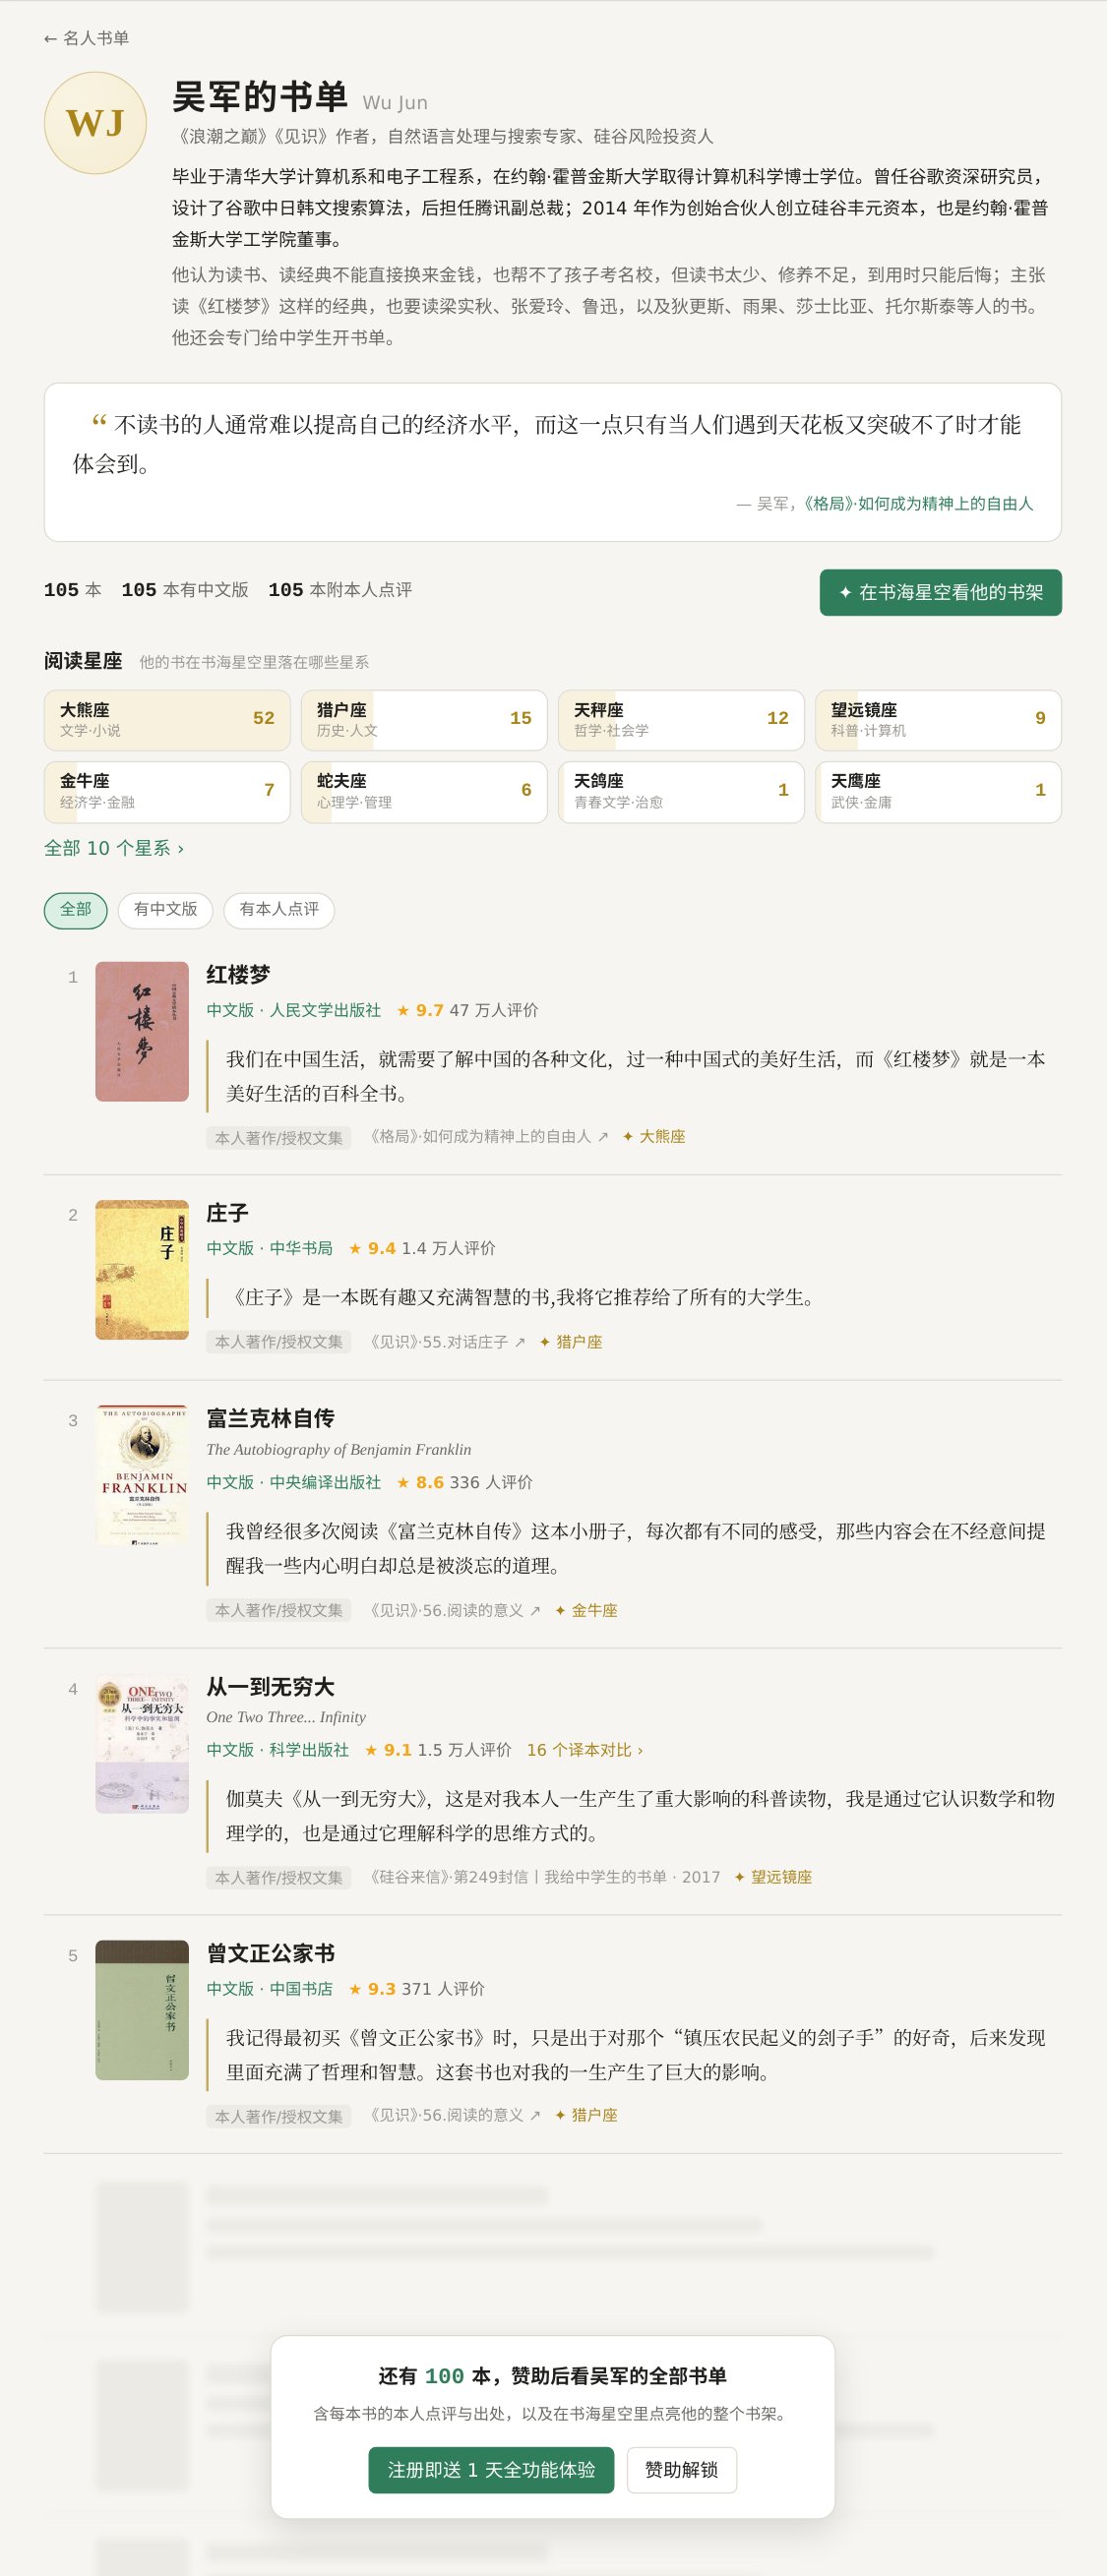 ← 名人书单
WJ
吴军的书单 Wu Jun
《浪潮之巅》《见识》作者，自然语言处理与搜索专家、硅谷风险投资人
毕业于清华大学计算机系和电子工程系，在约翰·霍普金斯大学取得计算机科学博士学位。曾任谷歌资深研究员，
设计了谷歌中日韩文搜索算法，后担任腾讯副总裁；2014 年作为创始合伙人创立硅谷丰元资本，也是约翰·霍普
金斯大学工学院董事。
他认为读书、读经典不能直接换来金钱，也帮不了孩子考名校，但读书太少、修养不足，到用时只能后悔；主张
读《红楼梦》这样的经典，也要读梁实秋、张爱玲、鲁迅，以及狄更斯、雨果、莎士比亚、托尔斯泰等人的书。
他还会专门给中学生开书单。
“ 不读书的人通常难以提高自己的经济水平，而这一点只有当人们遇到天花板又突破不了时才能
体会到。
— 吴军，《格局》·如何成为精神上的自由人
105 本 105 本有中文版 105 本附本人点评
✦ 在书海星空看他的书架
阅读星座 他的书在书海星空里落在哪些星系
大熊座
文学·小说
52
猎户座
历史·人文
15
天秤座
哲学·社会学
12
望远镜座
科普·计算机
9
金牛座
经济学·金融
7
蛇夫座
心理学·管理
6
天鸽座
青春文学·治愈
1
天鹰座
武侠·金庸
1
全部 10 个星系 ›
全部
有中文版
有本人点评
1
红楼梦
红楼梦
中文版 · 人民文学出版社 ★ 9.7 47 万人评价
我们在中国生活，就需要了解中国的各种文化，过一种中国式的美好生活，而《红楼梦》就是一本
美好生活的百科全书。
本人著作/授权文集 《格局》·如何成为精神上的自由人 ↗ ✦ 大熊座
2
庄子
庄子
中文版 · 中华书局 ★ 9.4 1.4 万人评价
《庄子》是一本既有趣又充满智慧的书,我将它推荐给了所有的大学生。
本人著作/授权文集 《见识》·55.对话庄子 ↗ ✦ 猎户座
3
THE AUTOBIOGRAPHY
BENJAMIN
FRANKLIN
富兰克林自传
富兰克林自传
The Autobiography of Benjamin Franklin
中文版 · 中央编译出版社 ★ 8.6 336 人评价
我曾经很多次阅读《富兰克林自传》这本小册子，每次都有不同的感受，那些内容会在不经意间提
醒我一些内心明白却总是被淡忘的道理。
本人著作/授权文集 《见识》·56.阅读的意义 ↗ ✦ 金牛座
4
ONE TWO
THREE... INFINITY
从一到无穷大
科学中的事实和臆测
从一到无穷大
One Two Three... Infinity
中文版 · 科学出版社 ★ 9.1 1.5 万人评价 16 个译本对比 ›
伽莫夫《从一到无穷大》，这是对我本人一生产生了重大影响的科普读物，我是通过它认识数学和物
理学的，也是通过它理解科学的思维方式的。
本人著作/授权文集 《硅谷来信》·第249封信丨我给中学生的书单 · 2017 ✦ 望远镜座
5
曾文正公家书
曾文正公家书
中文版 · 中国书店 ★ 9.3 371 人评价
我记得最初买《曾文正公家书》时，只是出于对那个“镇压农民起义的刽子手”的好奇，后来发现
里面充满了哲理和智慧。这套书也对我的一生产生了巨大的影响。
本人著作/授权文集 《见识》·56.阅读的意义 ↗ ✦ 猎户座
还有 100 本，赞助后看吴军的全部书单
含每本书的本人点评与出处，以及在书海星空里点亮他的整个书架。
注册即送 1 天全功能体验
赞助解锁